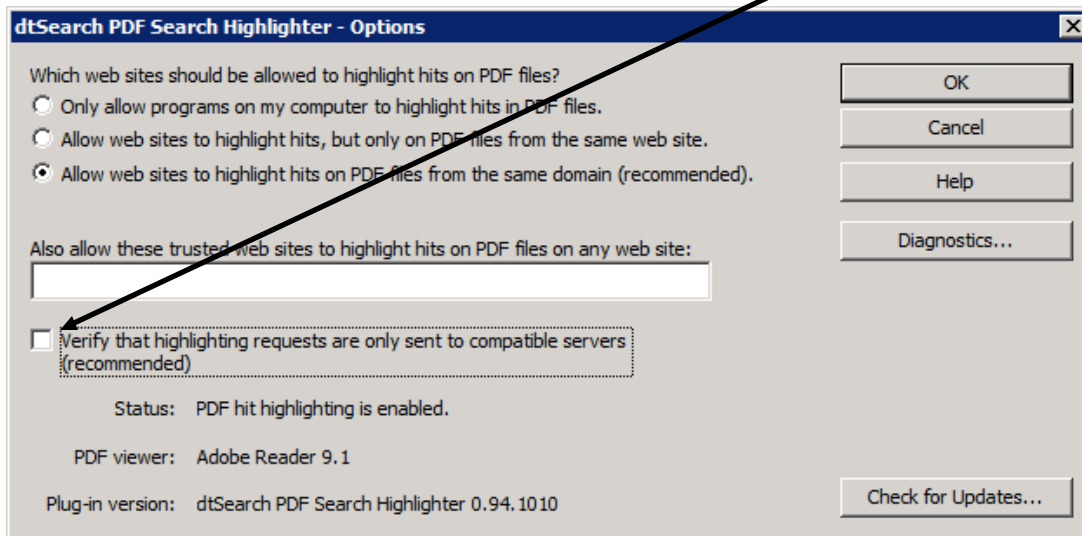 dtSearch PDF Search Highlighter - Options
Which web sites should be allowed to highlight hits on PDF files?
Only allow programs on my computer to highlight hits in PDF files.
Allow web sites to highlight hits, but only on PDF files from the same web site.
Allow web sites to highlight hits on PDF files from the same domain (recommended).
Also allow these trusted web sites to highlight hits on PDF files on any web site:
Verify that highlighting requests are only sent to compatible servers
(recommended)
Status: PDF hit highlighting is enabled.
PDF viewer: Adobe Reader 9.1
Plug-in version: dtSearch PDF Search Highlighter 0.94.1010
OK
Cancel
Help
Diagnostics...
Check for Updates...